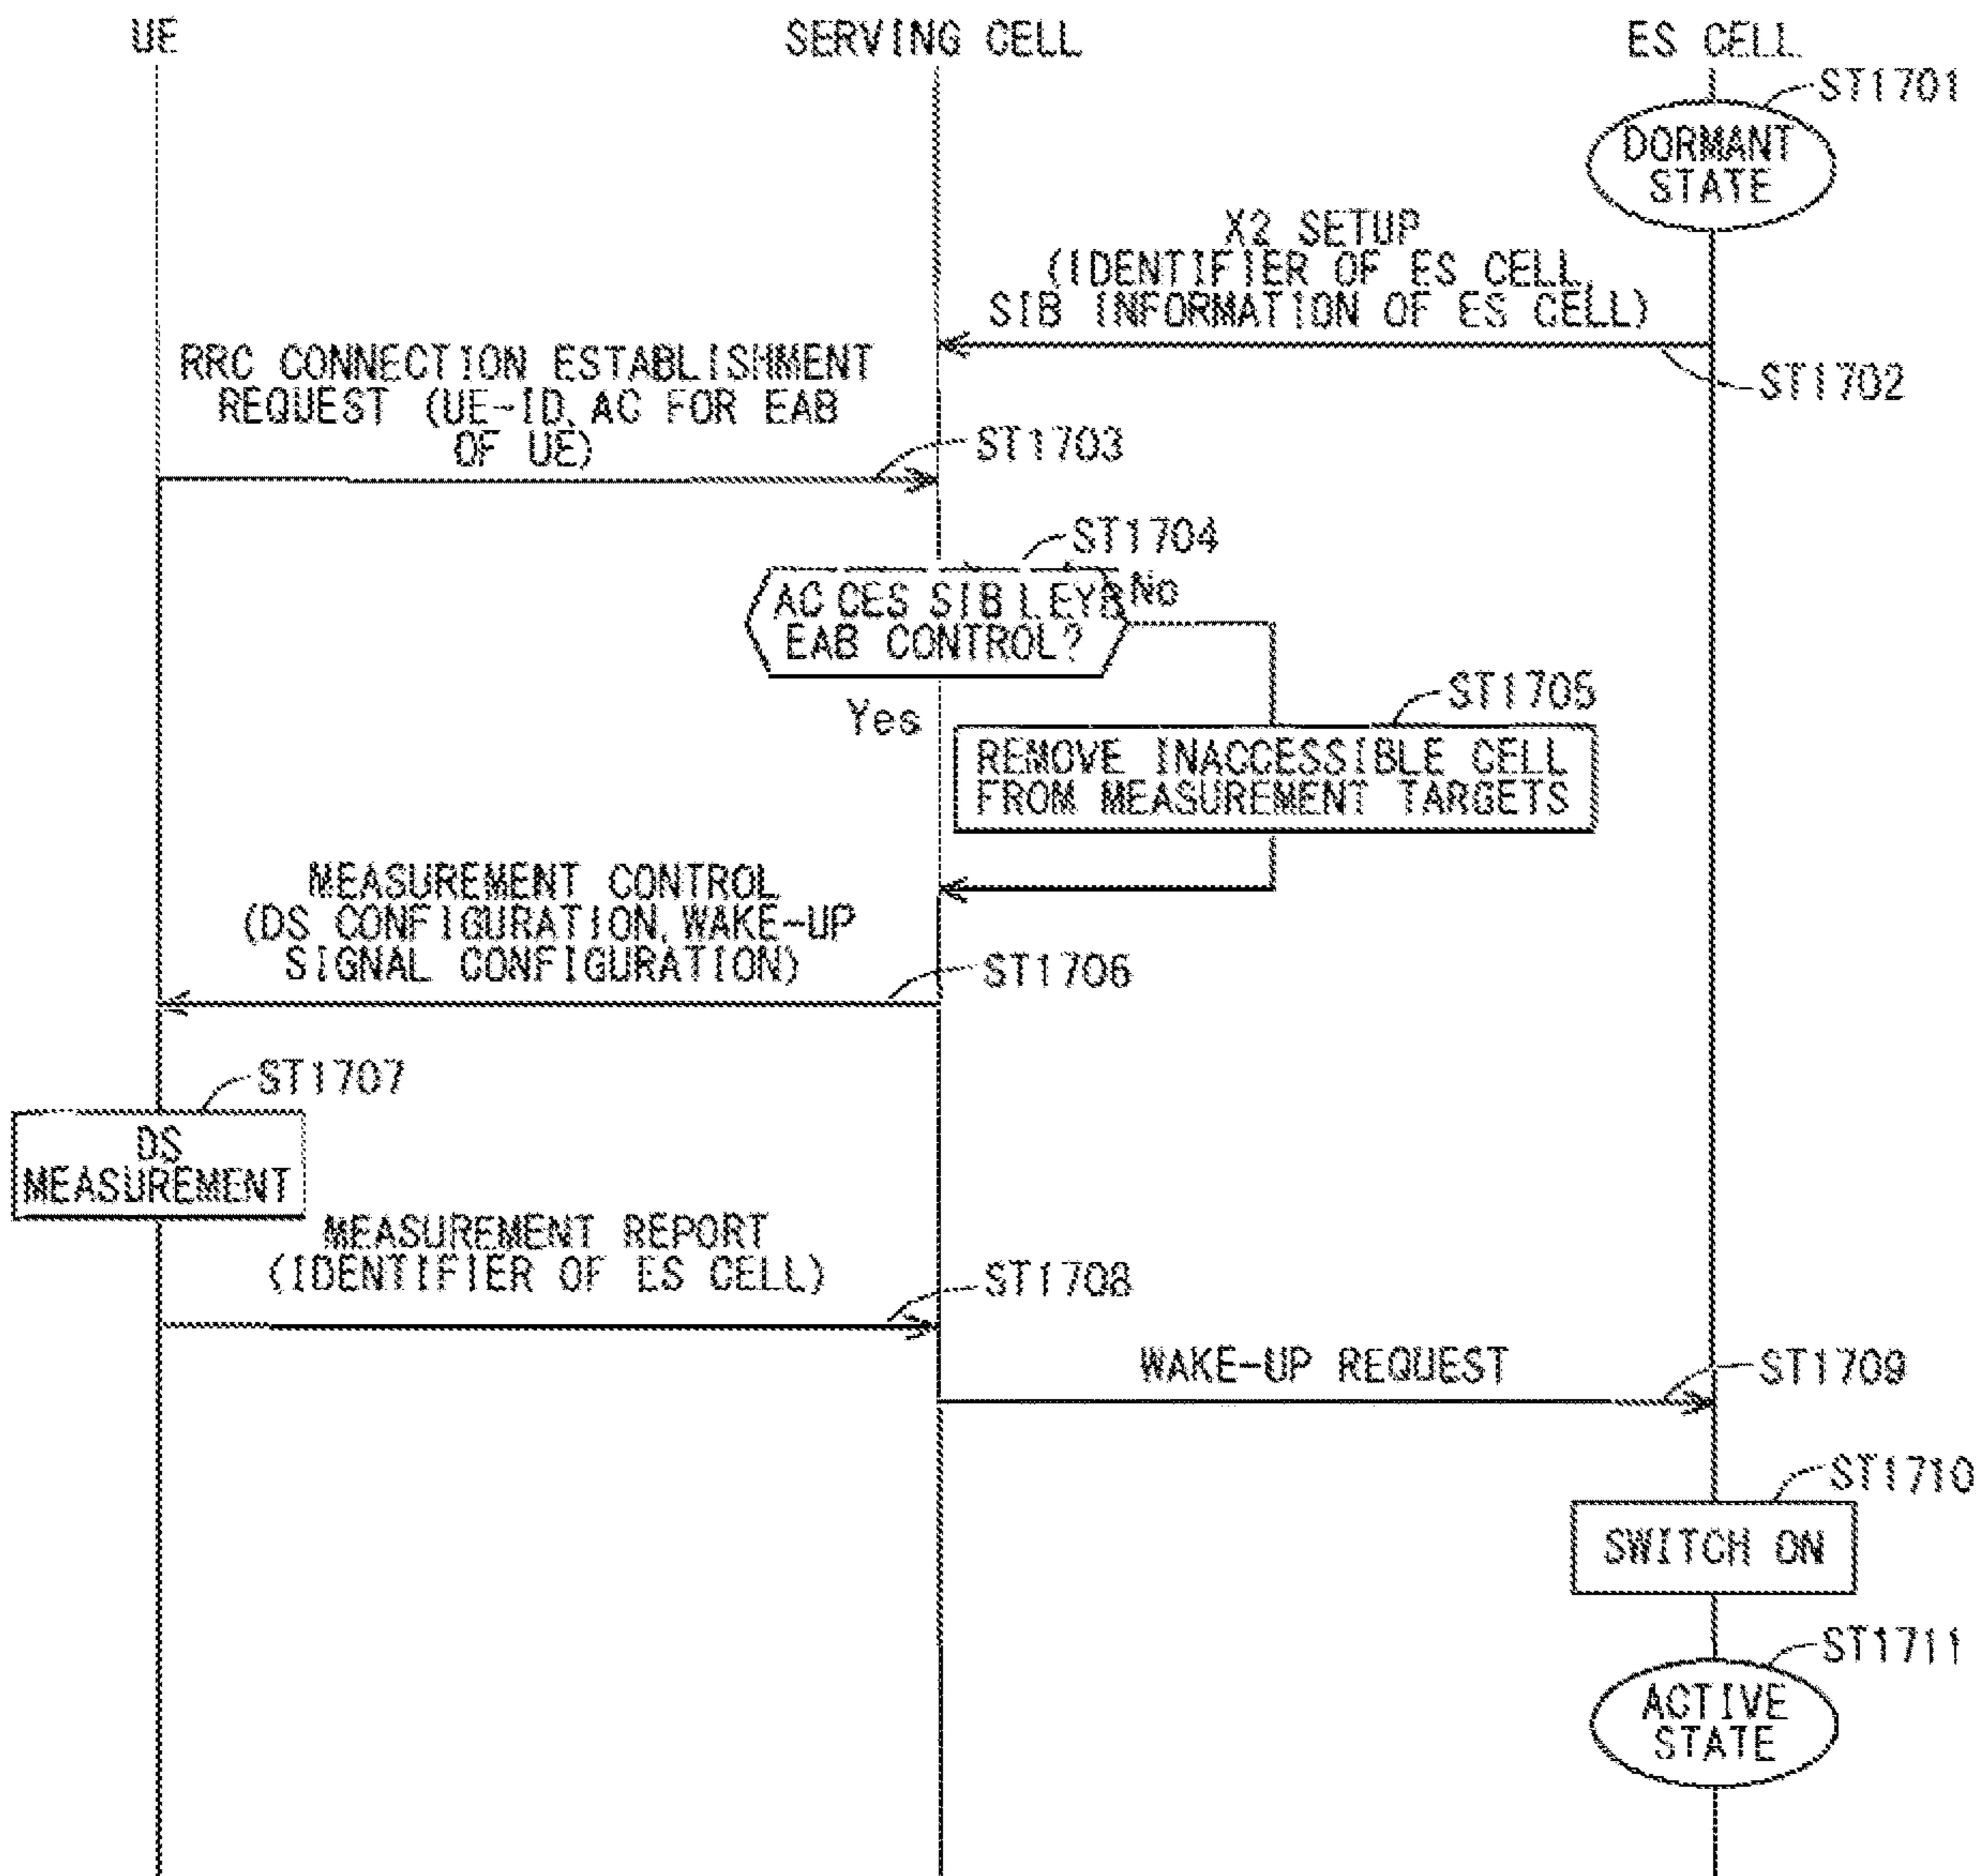 UE
SERVING CELL
ES CELL
ST1701
DORMANT
STATE
X2 SETUP
(IDENTIFIER OF ES CELL,
SIB INFORMATION OF ES CELL)
ST1702
RRC CONNECTION ESTABLISHMENT
REQUEST (UE-ID, AC FOR EAB
OF UE)
ST1703
ST1704
EAB CONTROL?
No
Yes
ST1705
REMOVE INACCESSIBLE CELL
FROM MEASUREMENT TARGETS
MEASUREMENT CONTROL
(DS CONFIGURATION, WAKE-UP
SIGNAL CONFIGURATION)
ST1706
ST1707
DS
MEASUREMENT
MEASUREMENT REPORT
(IDENTIFIER OF ES CELL)
ST1708
WAKE-UP REQUEST
ST1709
ST1710
SWITCH ON
ST1711
ACTIVE
STATE